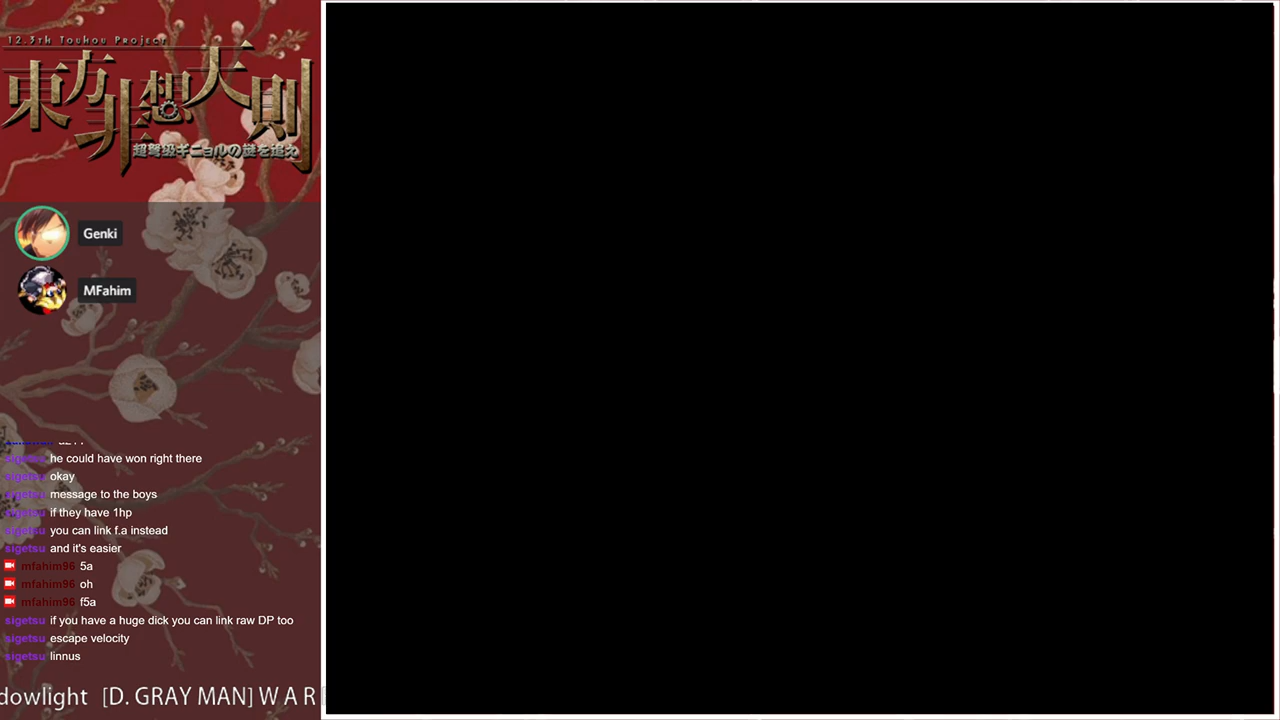 12.3th Touhou Project
東方非想天則
超弩級ギニョルの謎を追え
Genki
MFahim
sigetsu he could have won right there
sigetsu okay
sigetsu message to the boys
sigetsu if they have 1hp
sigetsu you can link f.a instead
sigetsu and it's easier
mfahim96 5a
mfahim96 oh
mfahim96 f5a
sigetsu if you have a huge dick you can link raw DP too
sigetsu escape velocity
sigetsu linnus
dowlight [D. GRAY MAN] W A R